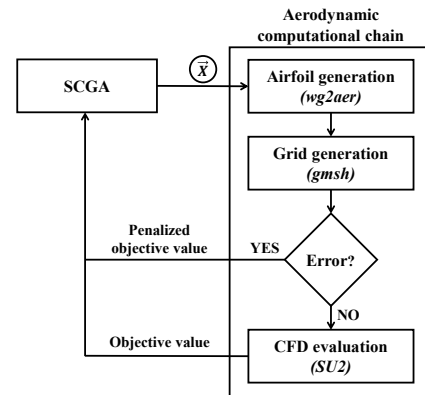 Aerodynamic
computational chain
SCGA
X
Airfoil generation
(wg2aer)
Grid generation
(gmsh)
Penalized
objective value
YES
Error?
NO
Objective value
CFD evaluation
(SU2)